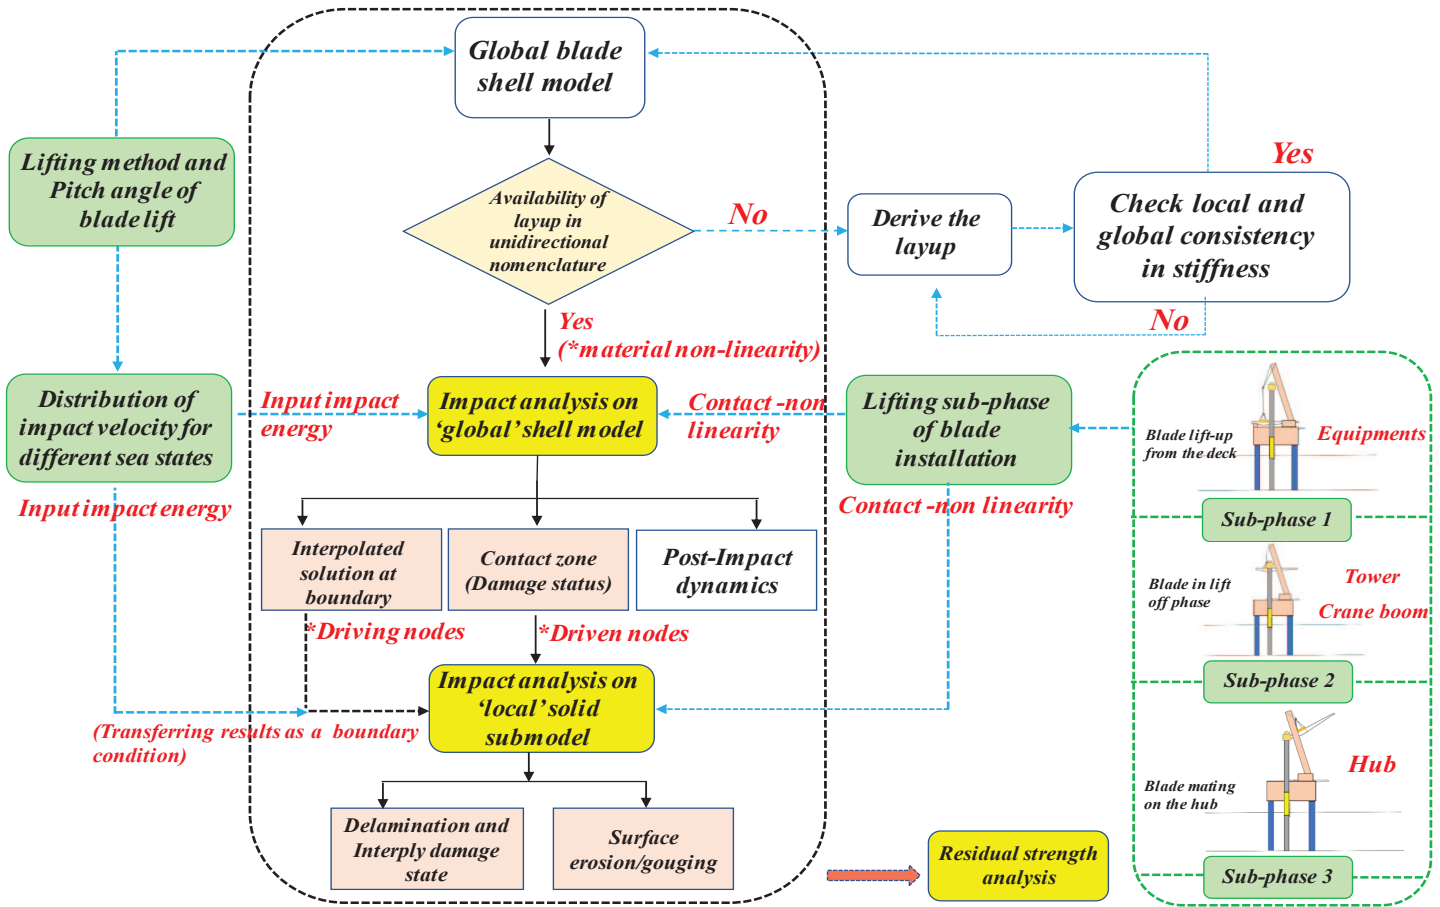 Global blade
shell model
Lifting method and
Pitch angle of
blade lift
Availability of
layup in
unidirectional
nomenclature
No
Derive the
layup
Yes
Check local and
global consistency
in stiffness
No
Yes
(*material non-linearity)
Distribution of
impact velocity for
different sea states
Input impact
energy
Impact analysis on
‘global’ shell model
Contact -non
linearity
Lifting sub-phase
of blade
installation
Input impact energy
Contact -non linearity
Interpolated
solution at
boundary
Contact zone
(Damage status)
Post-Impact
dynamics
*Driving nodes
*Driven nodes
Impact analysis on
‘local’ solid
submodel
(Transferring results as a boundary
condition)
Delamination and
Interply damage
state
Surface
erosion/gouging
Residual strength
analysis
Blade lift-up
from the deck
Equipments
Sub-phase 1
Blade in lift
off phase
Tower
Crane boom
Sub-phase 2
Blade mating
on the hub
Hub
Sub-phase 3